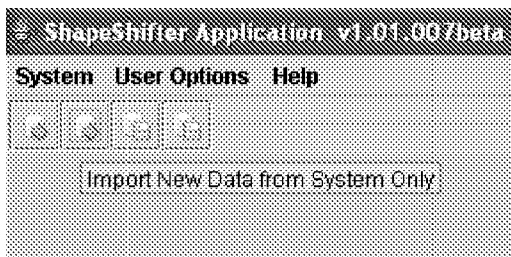 ShapeShifter Application v1.01.007beta
System User Options Help
Import New Data from System Only